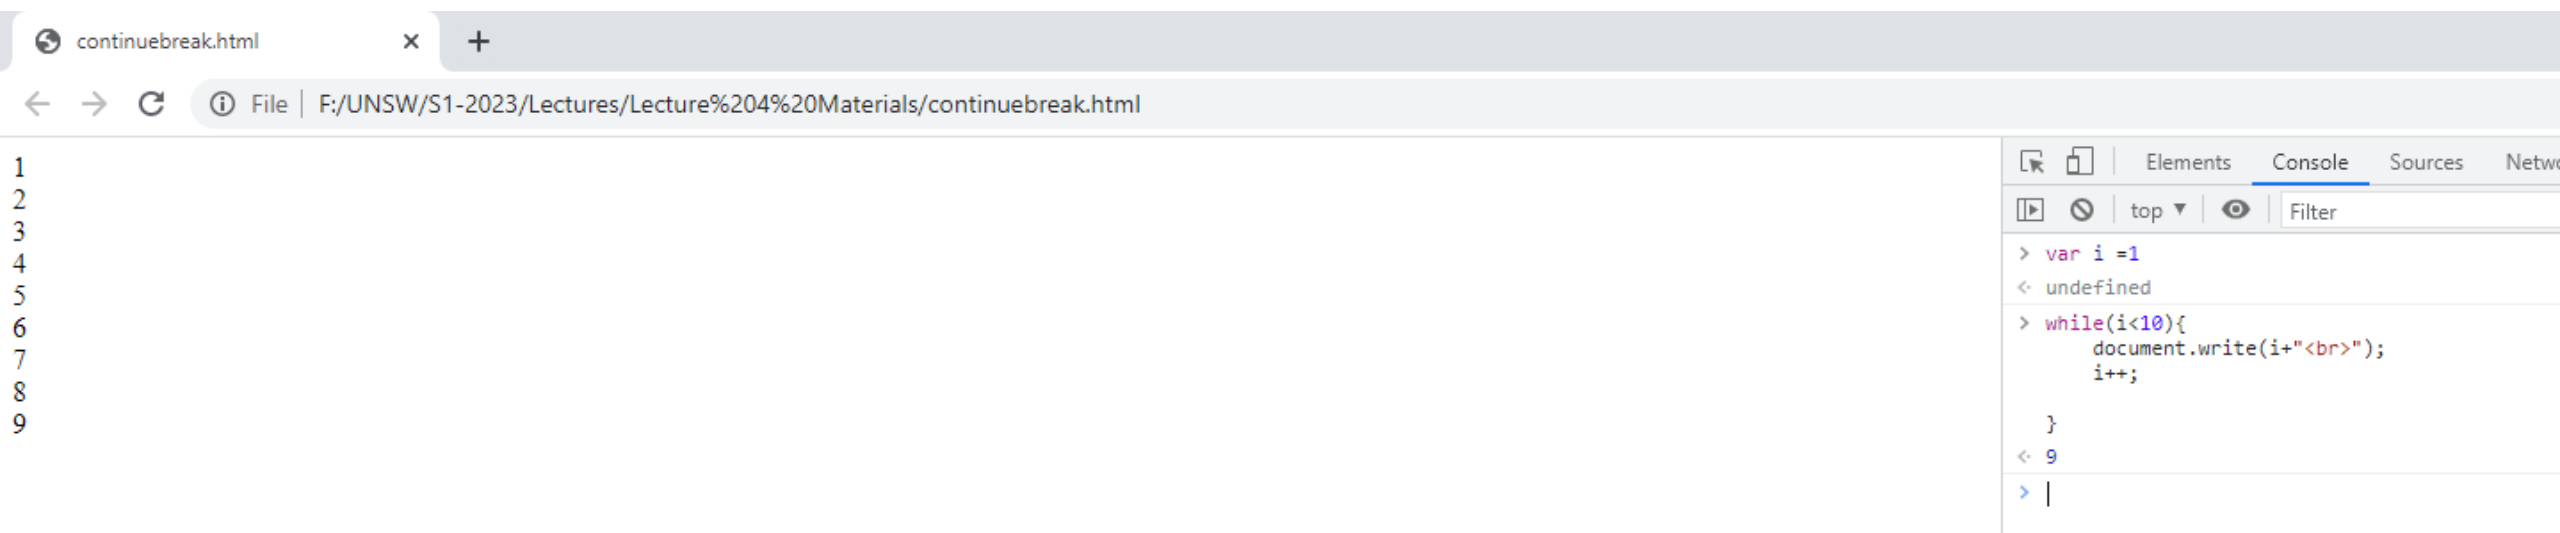 continuebreak.html
File F:/UNSW/S1-2023/Lectures/Lecture%204%20Materials/continuebreak.html
1
2
3
4
5
6
7
8
9
Elements Console Sources Netwo
top Filter
> var i =1
<· undefined
> while(i<10){
document.write(i+"<br>");
i++;
}
<· 9
>